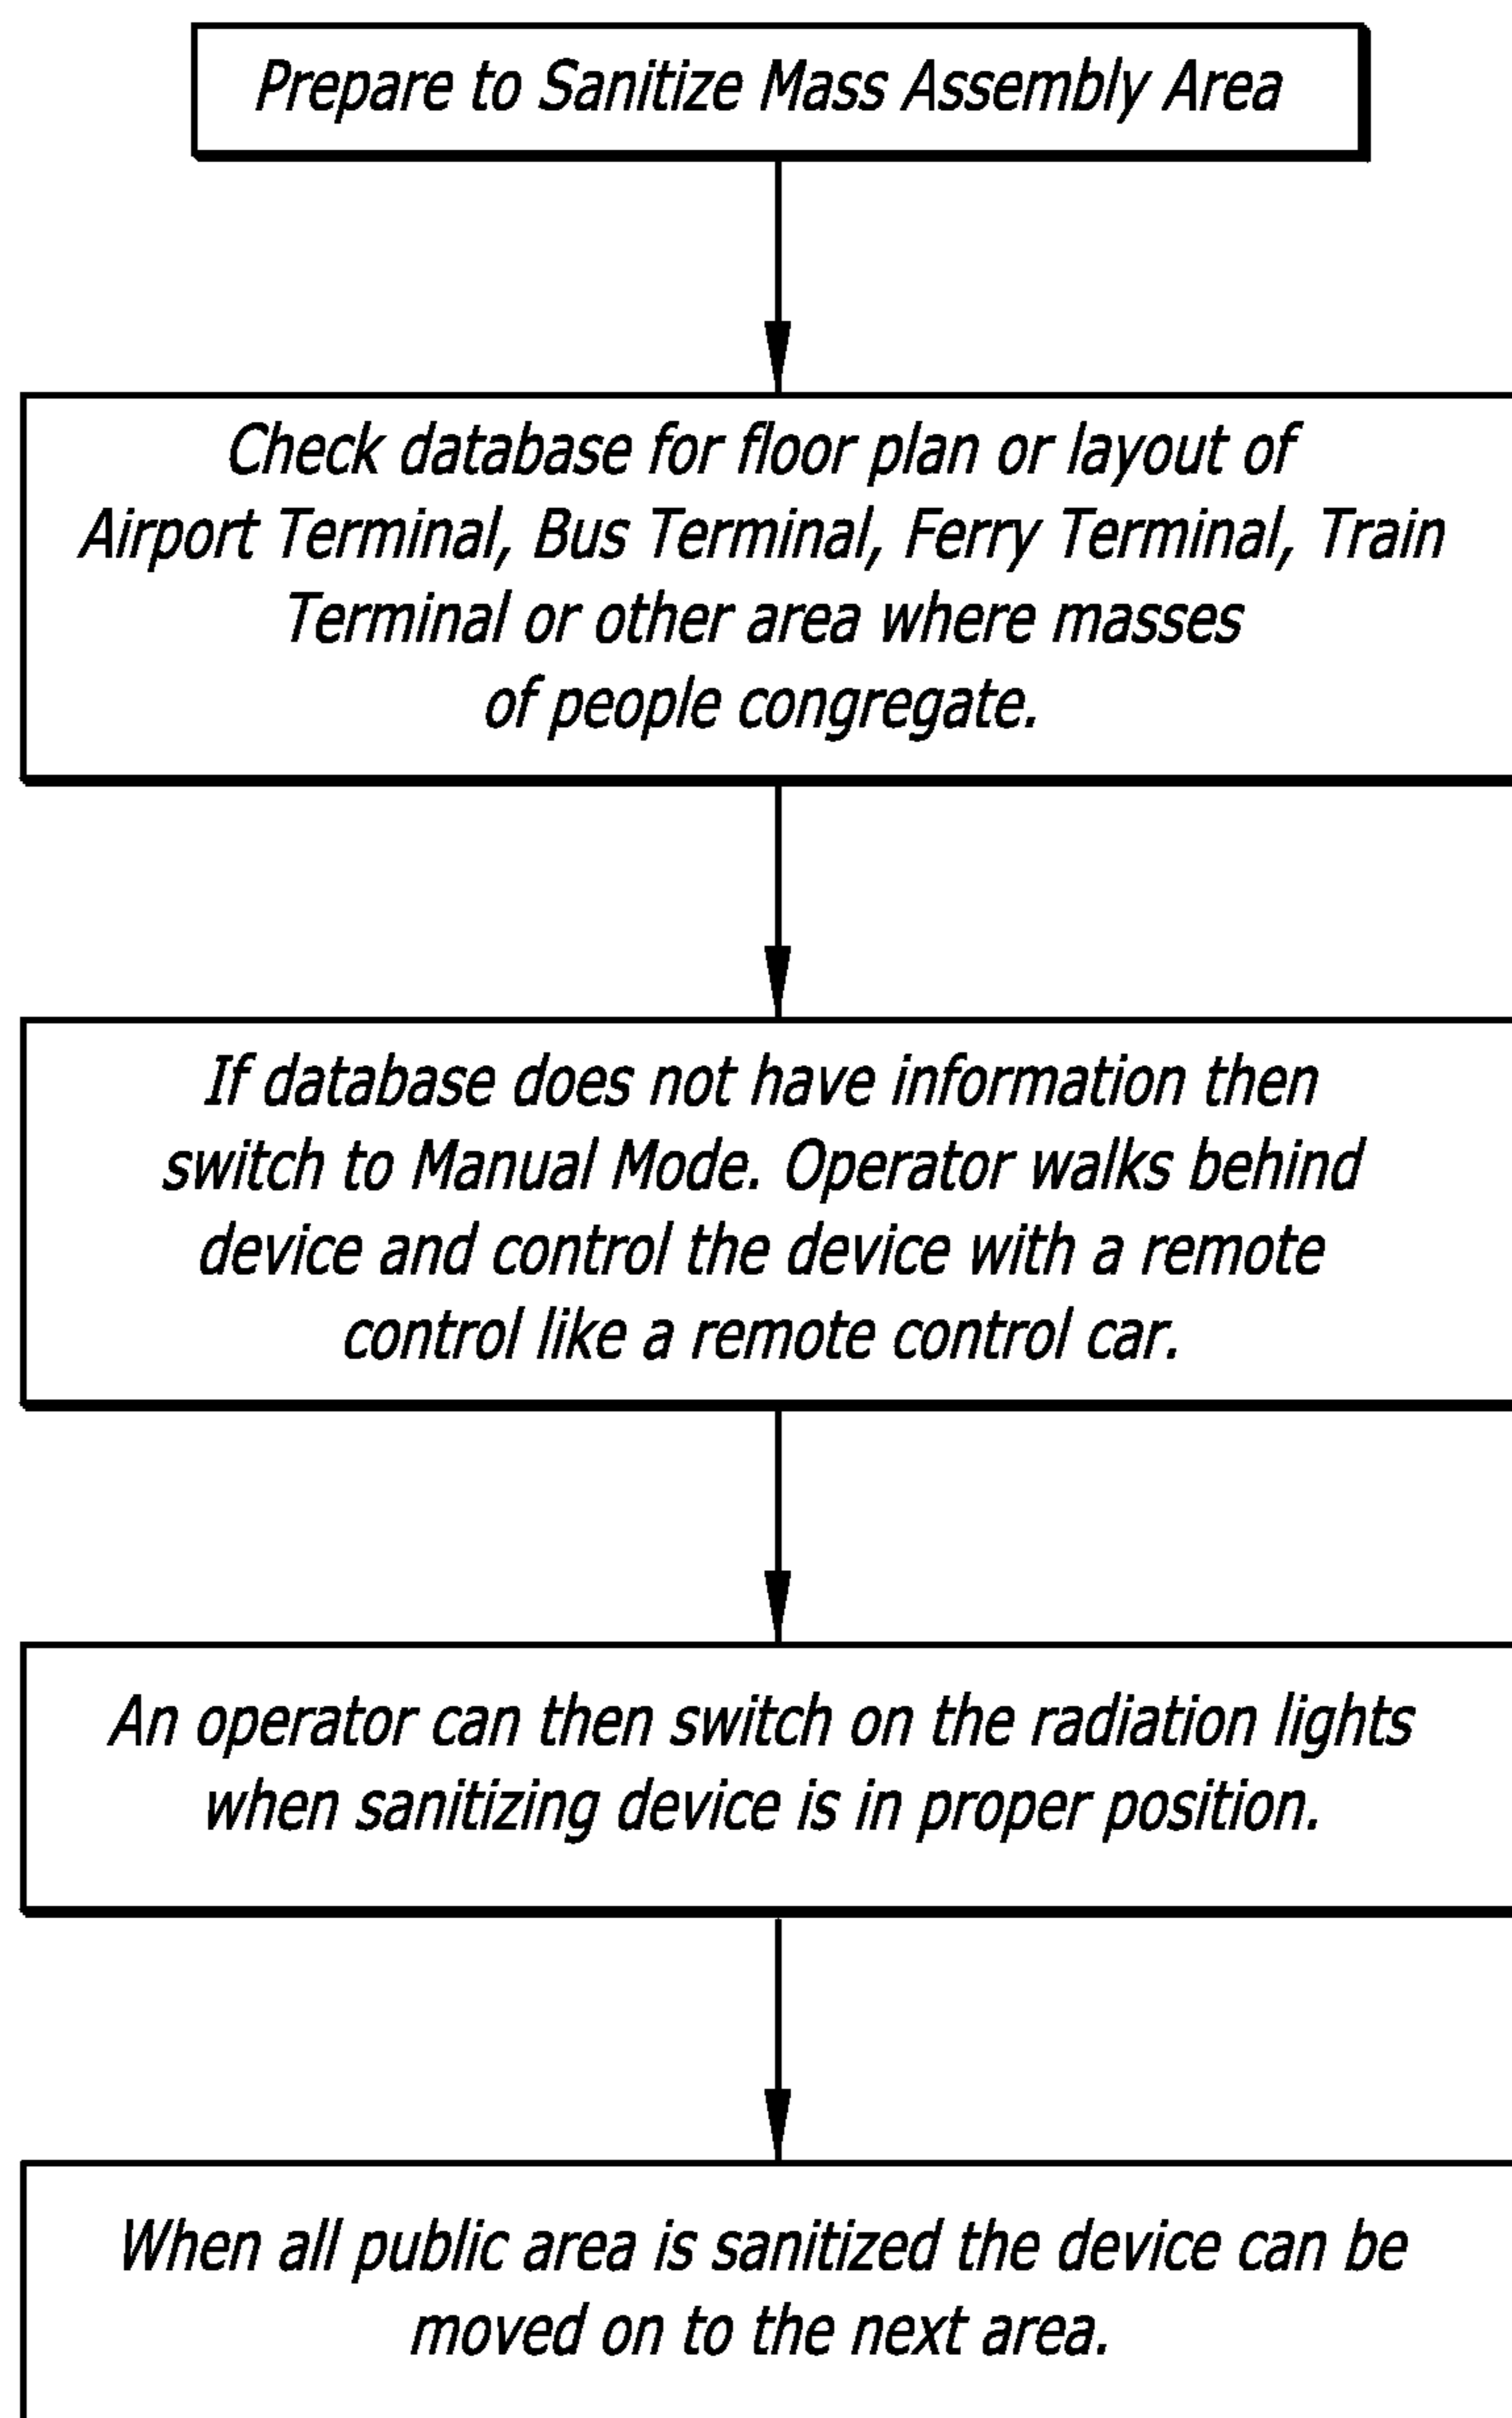 Prepare to Sanitize Mass Assembly Area
Check database for floor plan or layout of
Airport Terminal, Bus Terminal, Ferry Terminal, Train
Terminal or other area where masses
of people congregate.
If database does not have information then
switch to Manual Mode. Operator walks behind
device and control the device with a remote
control like a remote control car.
An operator can then switch on the radiation lights
when sanitizing device is in proper position.
When all public area is sanitized the device can be
moved on to the next area.